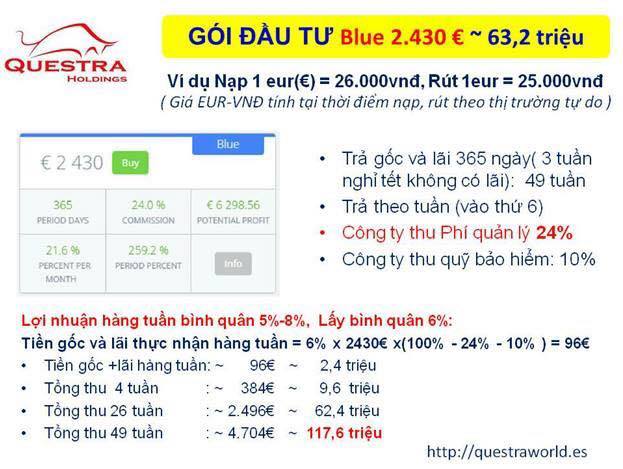 QUESTRA
HOLDINGS
GÓI ĐẦU TƯ Blue 2.430 € ~ 63,2 triệu
Ví dụ Nạp 1 eur(€) = 26.000vnđ, Rút 1eur = 25.000vnđ
( Giá EUR-VNĐ tính tại thời điểm nạp, rút theo thị trường tự do )
Blue
€ 2 430 Buy
365 24.0 % € 6 298.56
PERIOD DAYS COMMISSION POTENTIAL PROFIT
21.6 % 259.2 % Info
PERCENT PER MONTH PERIOD PERCENT
• Trả gốc và lãi 365 ngày( 3 tuần
nghỉ tết không có lãi): 49 tuần
• Trả theo tuần (vào thứ 6)
• Công ty thu Phí quản lý 24%
• Công ty thu quỹ bảo hiểm: 10%
Lợi nhuận hàng tuần bình quân 5%-8%, Lấy bình quân 6%:
Tiền gốc và lãi thực nhận hàng tuần = 6% x 2430€ x(100% - 24% - 10% ) = 96€
• Tiền gốc +lãi hàng tuần: ~ 96€ ~ 2,4 triệu
• Tổng thu 4 tuần : ~ 384€ ~ 9,6 triệu
• Tổng thu 26 tuần : ~ 2.496€ ~ 62,4 triệu
• Tổng thu 49 tuần : ~ 4.704€ ~ 117,6 triệu
http://questraworld.es